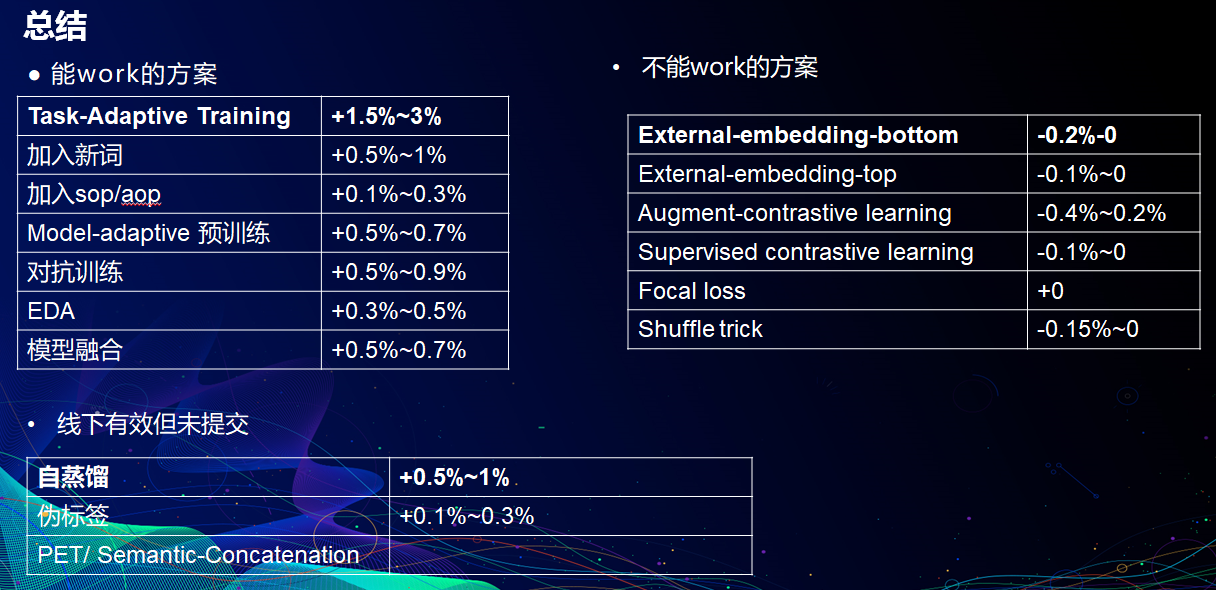 总结
● 能work的方案
Task-Adaptive Training +1.5%~3%
加入新词 +0.5%~1%
加入sop/aop +0.1%~0.3%
Model-adaptive 预训练 +0.5%~0.7%
对抗训练 +0.5%~0.9%
EDA +0.3%~0.5%
模型融合 +0.5%~0.7%
• 不能work的方案
External-embedding-bottom -0.2%-0
External-embedding-top -0.1%~0
Augment-contrastive learning -0.4%~0.2%
Supervised contrastive learning -0.1%~0
Focal loss +0
Shuffle trick -0.15%~0
• 线下有效但未提交
自蒸馏 +0.5%~1%
伪标签 +0.1%~0.3%
PET/ Semantic-Concatenation